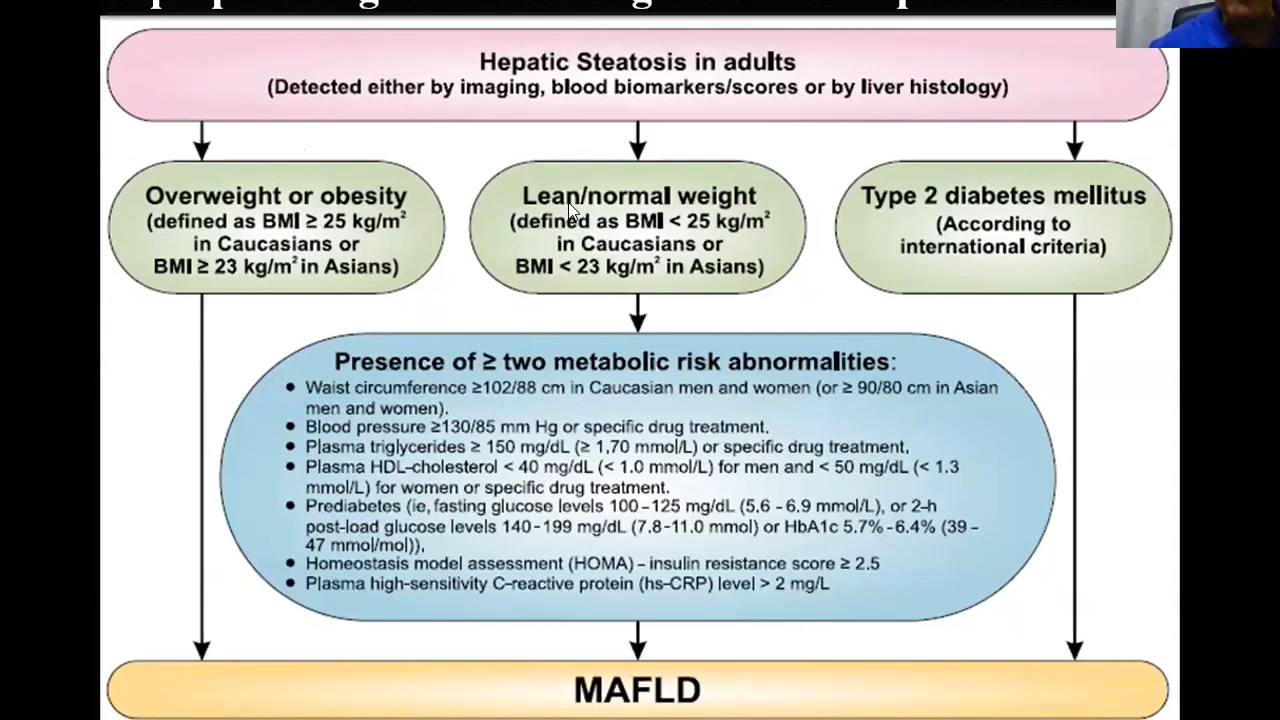 Hepatic Steatosis in adults
(Detected either by imaging, blood biomarkers/scores or by liver histology)
Overweight or obesity
(defined as BMI ≥ 25 kg/m²
in Caucasians or
BMI ≥ 23 kg/m² in Asians)
Lean/normal weight
(defined as BMI < 25 kg/m²
in Caucasians or
BMI < 23 kg/m² in Asians)
Type 2 diabetes mellitus
(According to
international criteria)
Presence of ≥ two metabolic risk abnormalities:
• Waist circumference ≥102/88 cm in Caucasian men and women (or ≥ 90/80 cm in Asian
men and women).
• Blood pressure ≥130/85 mm Hg or specific drug treatment.
• Plasma triglycerides ≥ 150 mg/dL (≥ 1.70 mmol/L) or specific drug treatment.
• Plasma HDL-cholesterol < 40 mg/dL (< 1.0 mmol/L) for men and < 50 mg/dL (< 1.3
mmol/L) for women or specific drug treatment.
• Prediabetes (ie, fasting glucose levels 100-125 mg/dL (5.6-6.9 mmol/L), or 2-h
post-load glucose levels 140-199 mg/dL (7.8-11.0 mmol) or HbA1c 5.7%-6.4% (39-
47 mmol/mol)).
• Homeostasis model assessment (HOMA)-insulin resistance score ≥ 2.5
• Plasma high-sensitivity C-reactive protein (hs-CRP) level > 2 mg/L
MAFLD